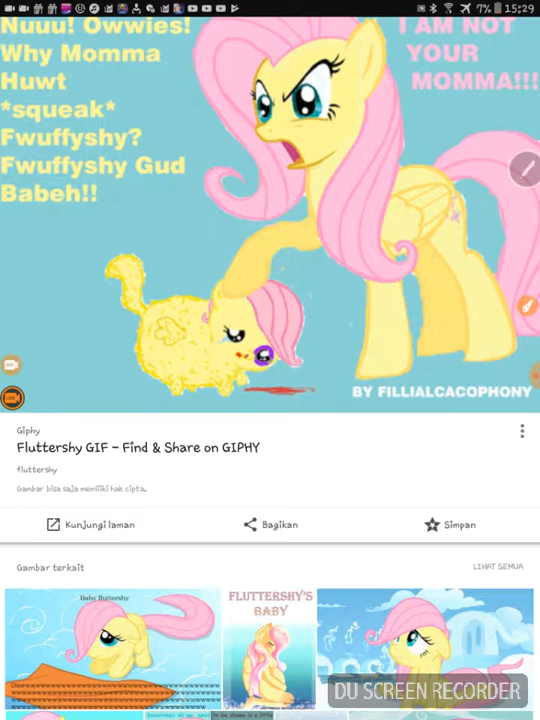 7% 15:29
Nuuu! Owwies!
Why Momma
Huwt
*squeak*
Fwuffyshy?
Fwuffyshy Gud
Babeh!!
I AM NOT
YOUR
MOMMA!!!
BY FILLIALCACOPHONY
LIVE
Giphy
Fluttershy GIF - Find & Share on GIPHY
fluttershy
Gambar bisa saja memiliki hak cipta.
Kunjungi laman
Bagikan
Simpan
Gambar terkait
LIHAT SEMUA
Baby fluttershy
FLUTTERSHY'S
BABY
DU SCREEN RECORDER